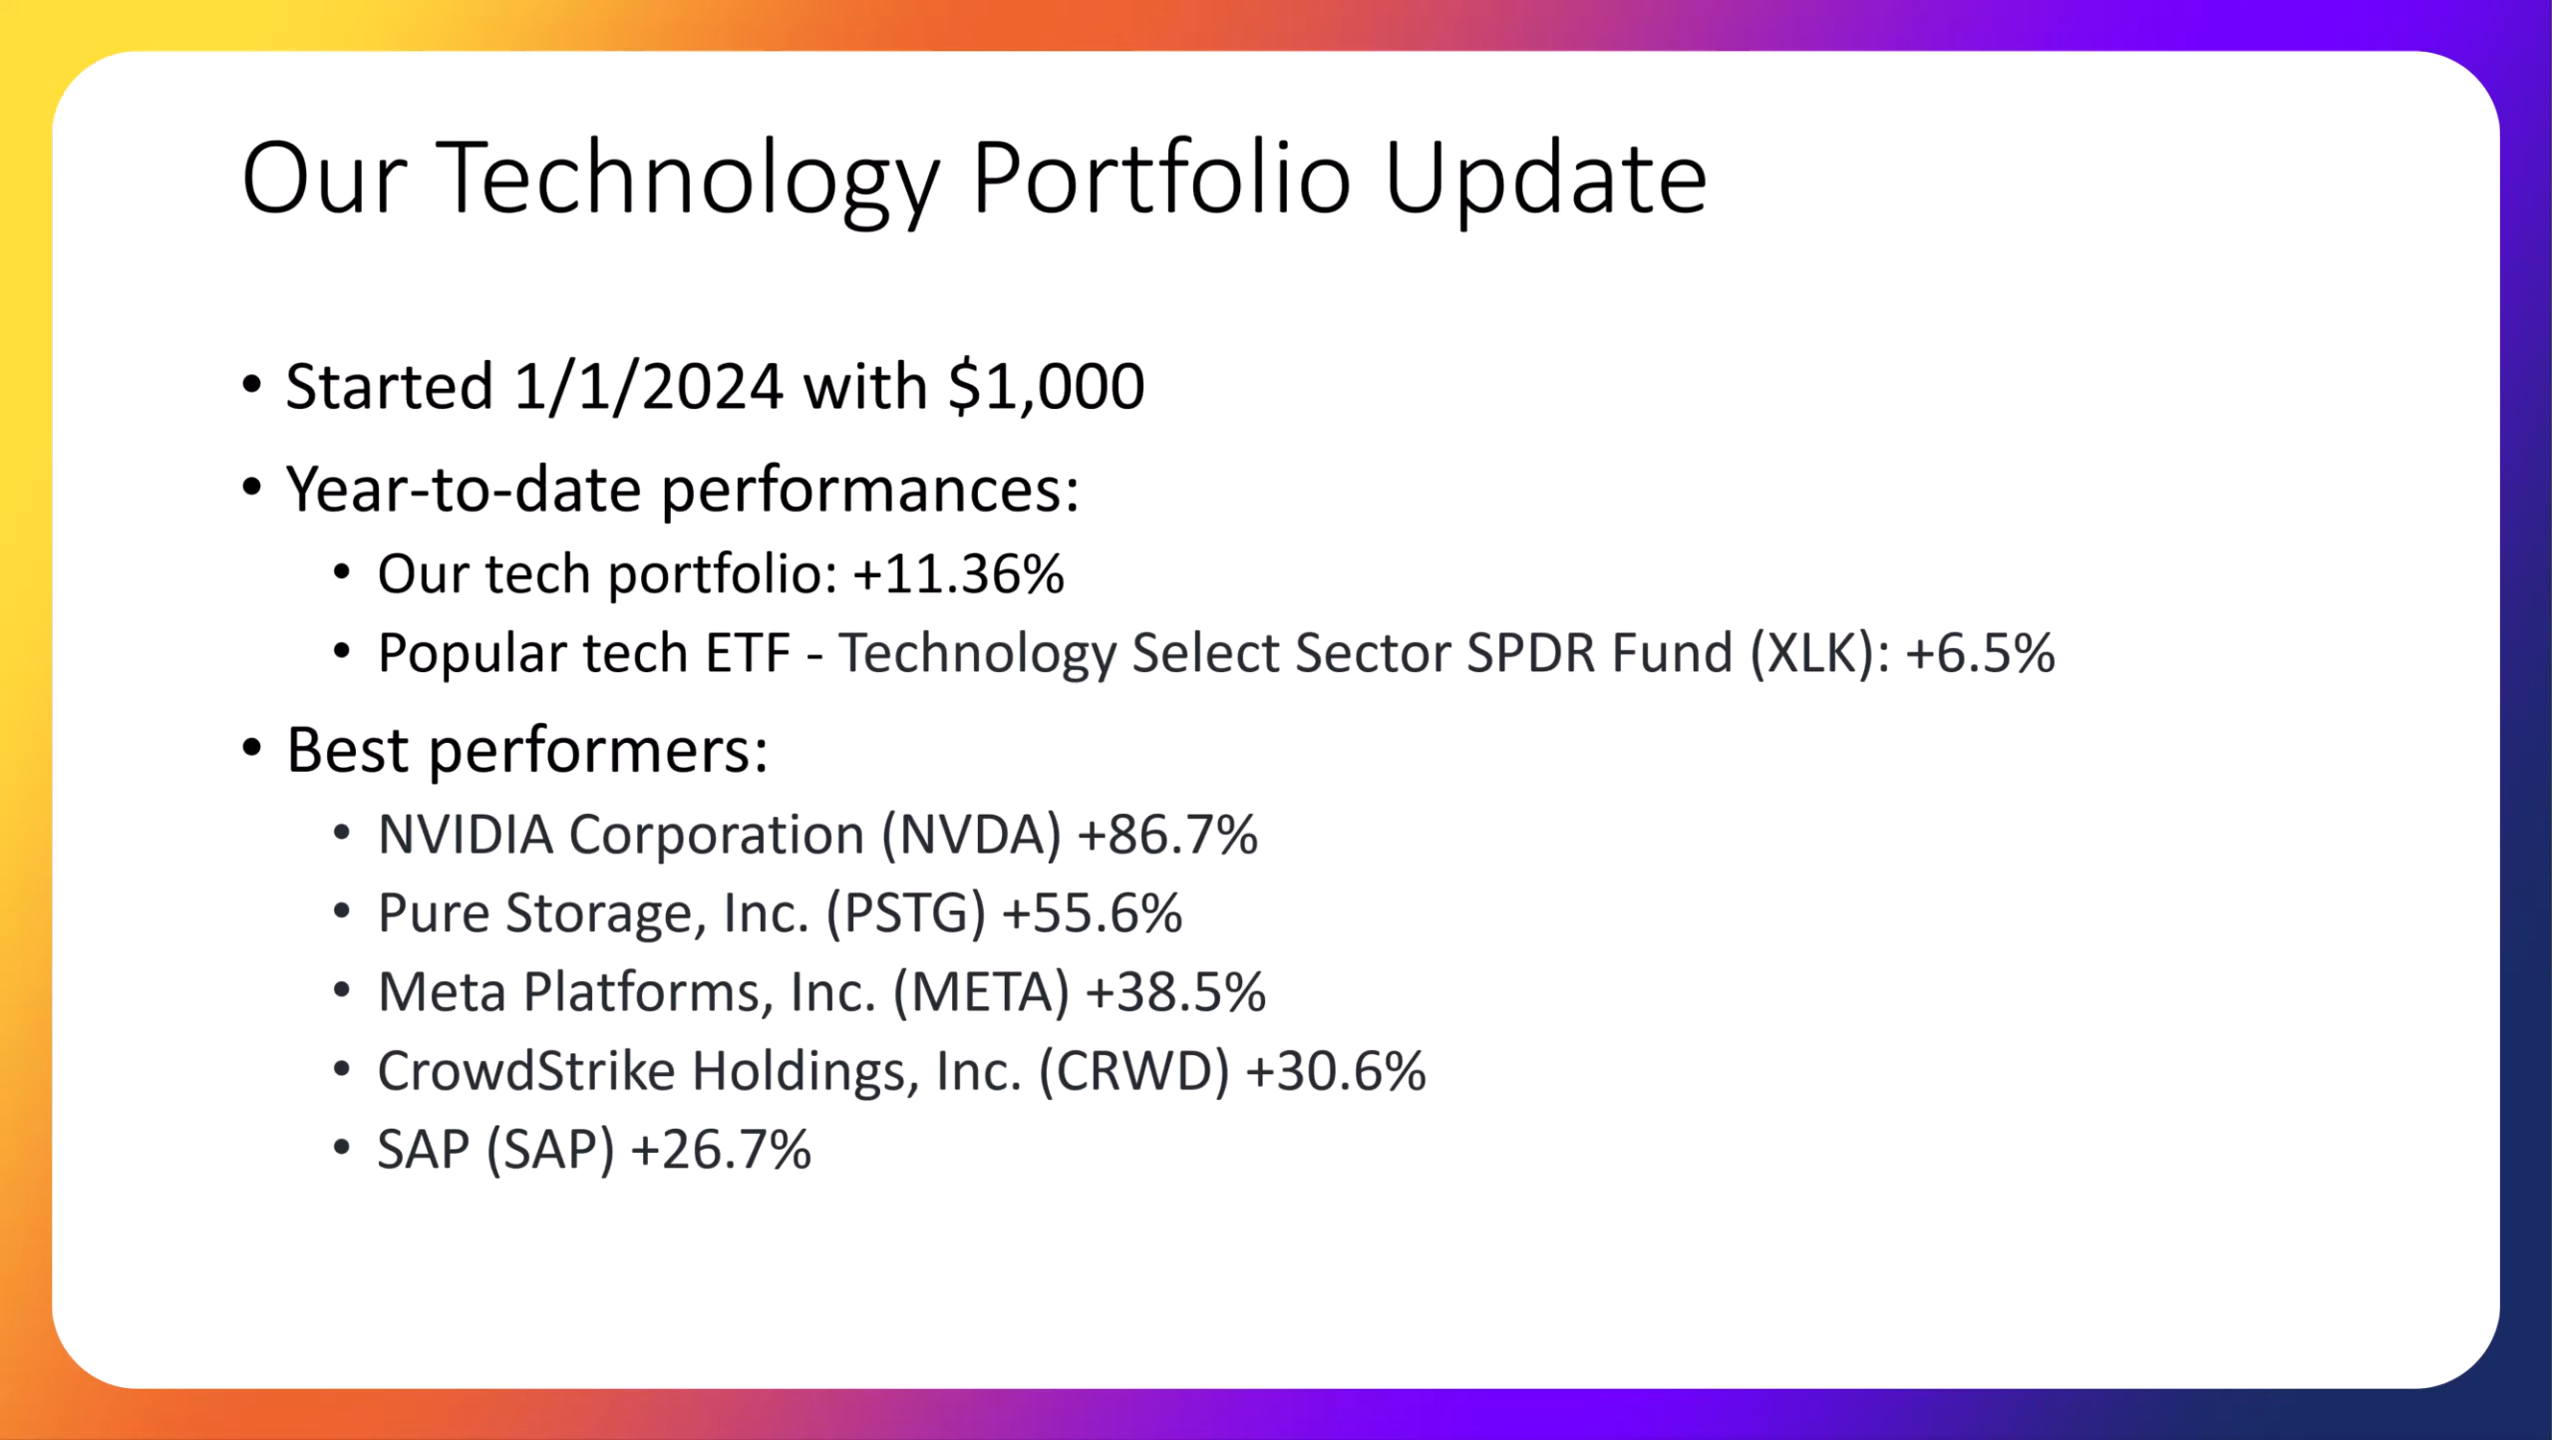 Our Technology Portfolio Update
• Started 1/1/2024 with $1,000
• Year-to-date performances:
• Our tech portfolio: +11.36%
• Popular tech ETF - Technology Select Sector SPDR Fund (XLK): +6.5%
• Best performers:
• NVIDIA Corporation (NVDA) +86.7%
• Pure Storage, Inc. (PSTG) +55.6%
• Meta Platforms, Inc. (META) +38.5%
• CrowdStrike Holdings, Inc. (CRWD) +30.6%
• SAP (SAP) +26.7%